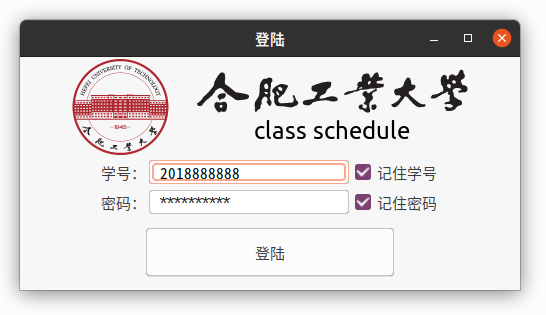 登陆
HEFEI UNIVERSITY OF TECHNOLOGY
1945
合肥工业大学
合肥工業大学
class schedule
学号：
2018888888
记住学号
密码：
**********
记住密码
登陆